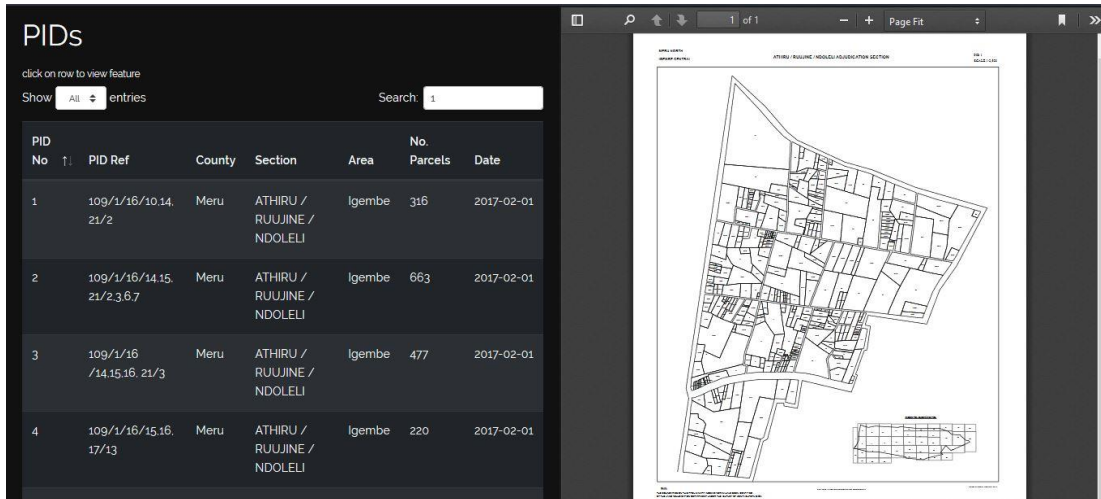 PIDs
click on row to view feature
Show All entries
Search: 1
PID No PID Ref County Section Area No. Parcels Date
1 109/1/16/10,14, 21/2 Meru ATHIRU / RUUJINE / NDOLELI Igembe 316 2017-02-01
2 109/1/16/14,15, 21/2,3,6,7 Meru ATHIRU / RUUJINE / NDOLELI Igembe 663 2017-02-01
3 109/1/16 /14,15,16, 21/3 Meru ATHIRU / RUUJINE / NDOLELI Igembe 477 2017-02-01
4 109/1/16/15,16, 17/13 Meru ATHIRU / RUUJINE / NDOLELI Igembe 220 2017-02-01
1 of 1
Page Fit
ATHIRU / RUUJINE / NDOLELI ADJUDICATION SECTION